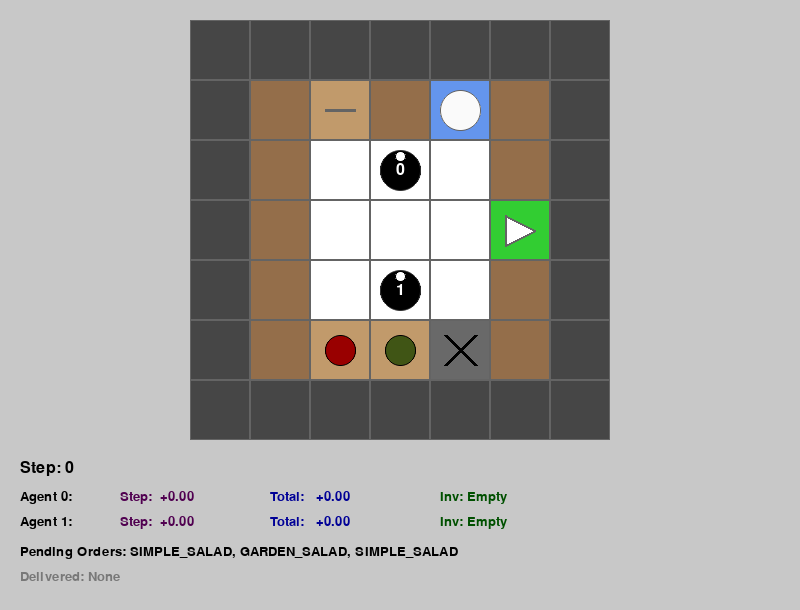 0
1
Step: 0
Agent 0: Step: +0.00 Total: +0.00 Inv: Empty
Agent 1: Step: +0.00 Total: +0.00 Inv: Empty
Pending Orders: SIMPLE_SALAD, GARDEN_SALAD, SIMPLE_SALAD
Delivered: None